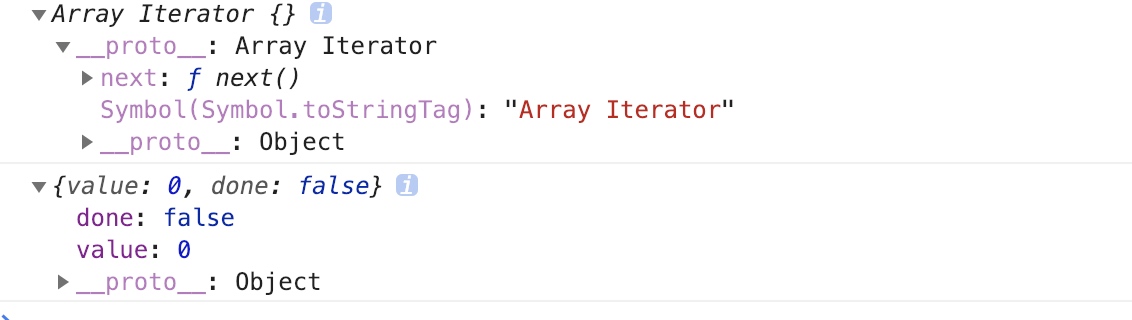 Array Iterator {} i
__proto__: Array Iterator
next: ƒ next()
Symbol(Symbol.toStringTag): "Array Iterator"
__proto__: Object
{value: 0, done: false} i
done: false
value: 0
__proto__: Object